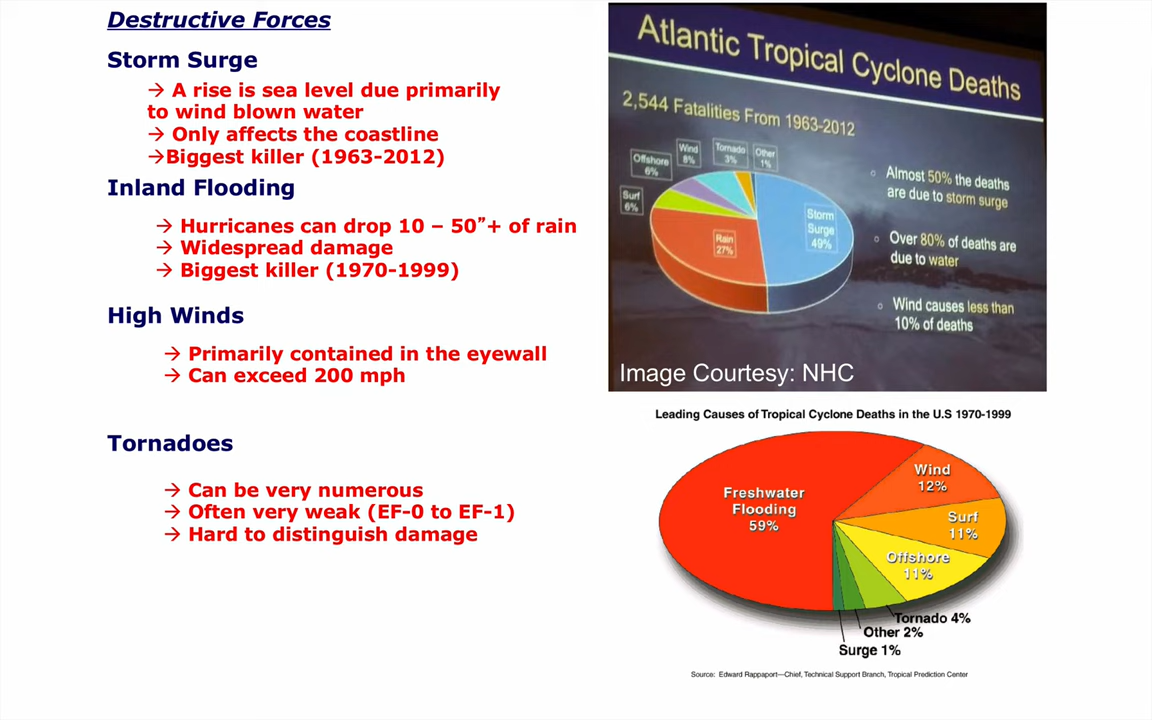 Destructive Forces
Storm Surge
→ A rise is sea level due primarily
to wind blown water
→ Only affects the coastline
→Biggest killer (1963-2012)
Inland Flooding
→ Hurricanes can drop 10 – 50”+ of rain
→ Widespread damage
→ Biggest killer (1970-1999)
High Winds
→ Primarily contained in the eyewall
→ Can exceed 200 mph
Tornadoes
→ Can be very numerous
→ Often very weak (EF-0 to EF-1)
→ Hard to distinguish damage
Atlantic Tropical Cyclone Deaths
2,544 Fatalities From 1963-2012
Surf
6%
Offshore
6%
Wind
8%
Tornado
3%
Other
1%
Storm
Surge
49%
Rain
27%
Almost 50% the deaths
are due to storm surge
Over 80% of deaths are
due to water
Wind causes less than
10% of deaths
Image Courtesy: NHC
Leading Causes of Tropical Cyclone Deaths in the U.S 1970-1999
Freshwater
Flooding
59%
Wind
12%
Surf
11%
Offshore
11%
Tornado 4%
Other 2%
Surge 1%
Source: Edward Rappaport—Chief, Technical Support Branch, Tropical Prediction Center